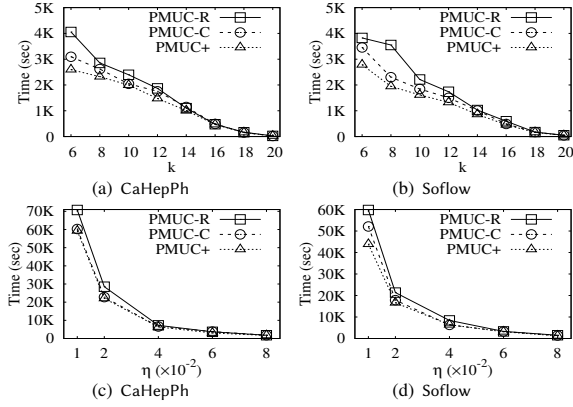 5K
4K
3K
2K
1K
0
Time (sec)
PMUC-R
PMUC-C
PMUC+
6 8 10 12 14 16 18 20
k
(a) CaHepPh
5K
4K
3K
2K
1K
0
Time (sec)
PMUC-R
PMUC-C
PMUC+
6 8 10 12 14 16 18 20
k
(b) Soflow
70K
60K
50K
40K
30K
20K
10K
0
Time (sec)
PMUC-R
PMUC-C
PMUC+
1 2 4 6 8
η (×10⁻²)
(c) CaHepPh
60K
50K
40K
30K
20K
10K
0
Time (sec)
PMUC-R
PMUC-C
PMUC+
1 2 4 6 8
η (×10⁻²)
(d) Soflow